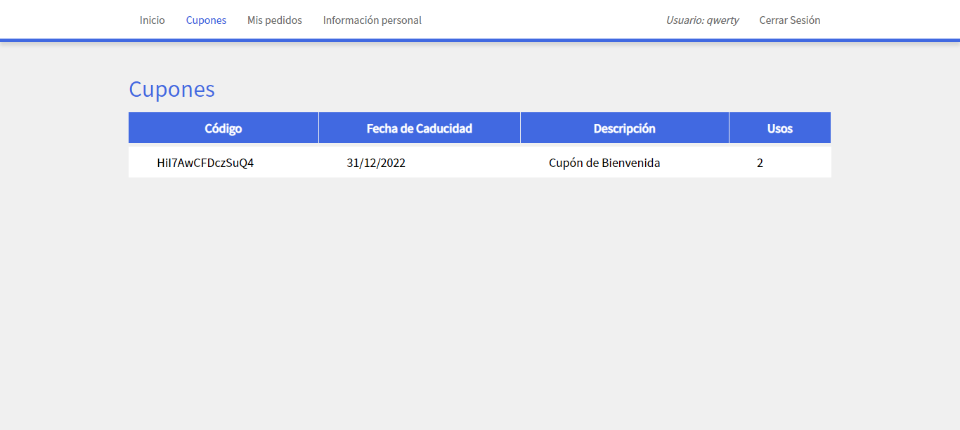 Inicio Cupones Mis pedidos Información personal Usuario: qwerty Cerrar Sesión
Cupones
Código Fecha de Caducidad Descripción Usos
HiI7AwCFDczSuQ4 31/12/2022 Cupón de Bienvenida 2